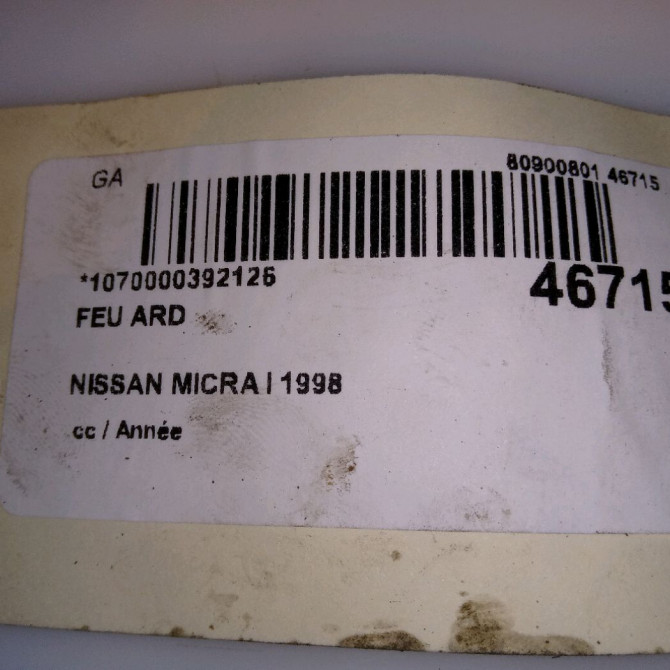 GA
80900801 46715
*1070000392126
46715
FEU ARD
NISSAN MICRA I 1998
cc / Année